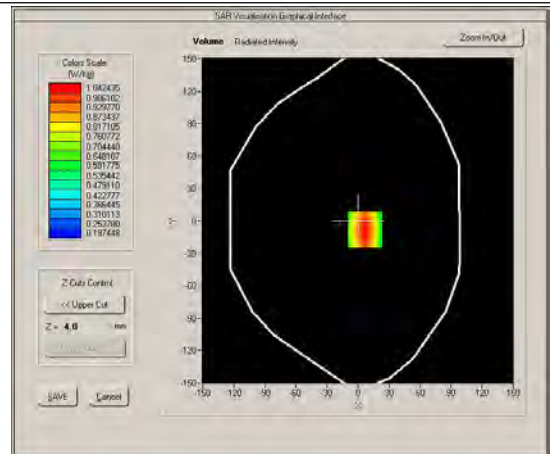 SAR Visualisation Graphical Interface
Volume Radiated Intensity
Zoom In/Out
Colors Scale
(W/kg)
1.042435
0.986102
0.929770
0.873437
0.817105
0.760772
0.704440
0.648107
0.591775
0.535442
0.479110
0.422777
0.366445
0.310113
0.253780
0.197448
Z Cuts Control
<< Upper Cut
Z = 4.0 mm
SAVE
Cancel
150
120
90
60
30
0
-30
-60
-90
-120
-150
Y
-150 -120 -90 -60 -30 0 30 60 90 120 150
X